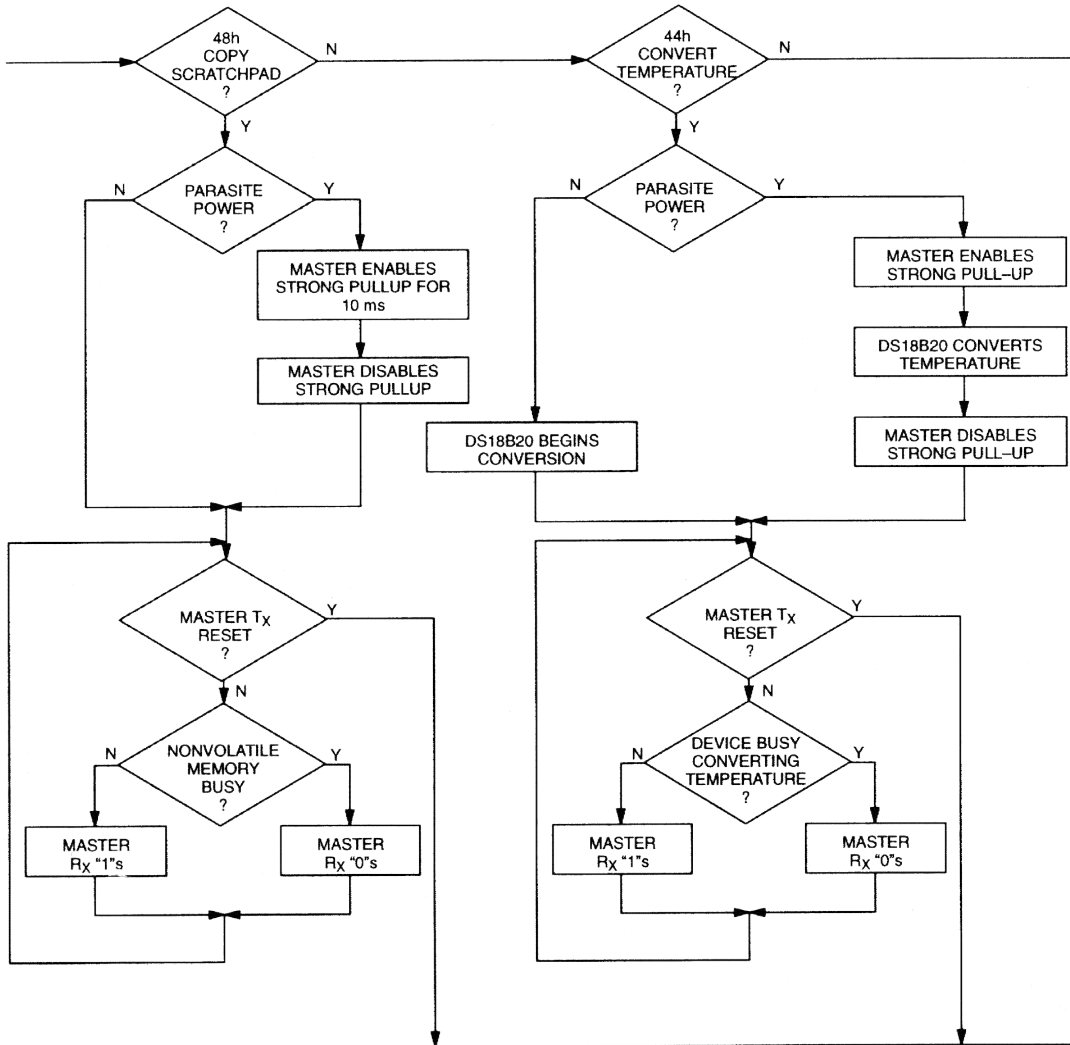 48h
COPY
SCRATCHPAD
?
N
Y
PARASITE
POWER
?
N
Y
MASTER ENABLES
STRONG PULLUP FOR
10 ms
MASTER DISABLES
STRONG PULLUP
MASTER TX
RESET
?
Y
N
NONVOLATILE
MEMORY
BUSY
?
N
Y
MASTER
RX "1"s
MASTER
RX "0"s
44h
CONVERT
TEMPERATURE
?
N
Y
PARASITE
POWER
?
N
Y
DS18B20 BEGINS
CONVERSION
MASTER ENABLES
STRONG PULL–UP
DS18B20 CONVERTS
TEMPERATURE
MASTER DISABLES
STRONG PULL–UP
MASTER TX
RESET
?
Y
N
DEVICE BUSY
CONVERTING
TEMPERATURE
?
N
Y
MASTER
RX "1"s
MASTER
RX "0"s